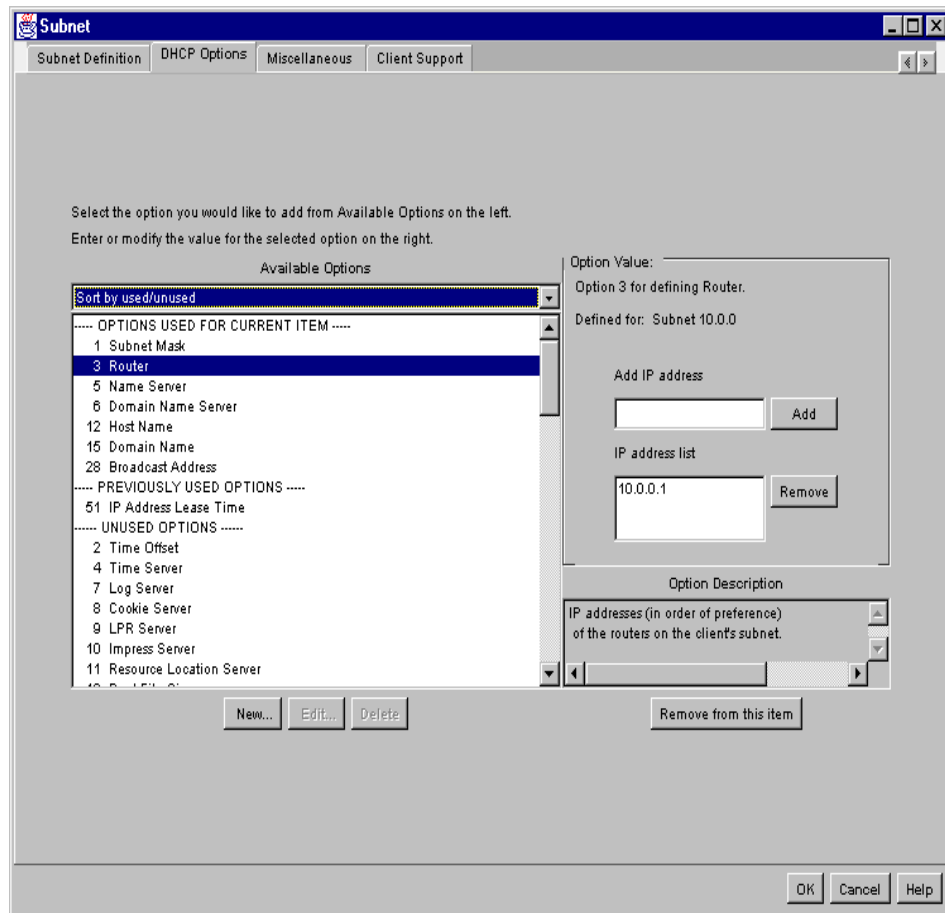 Subnet
Subnet Definition
DHCP Options
Miscellaneous
Client Support
Select the option you would like to add from Available Options on the left.
Enter or modify the value for the selected option on the right.
Available Options
Sort by used/unused
----- OPTIONS USED FOR CURRENT ITEM -----
1 Subnet Mask
3 Router
5 Name Server
6 Domain Name Server
12 Host Name
15 Domain Name
28 Broadcast Address
----- PREVIOUSLY USED OPTIONS -----
51 IP Address Lease Time
------ UNUSED OPTIONS ------
2 Time Offset
4 Time Server
7 Log Server
8 Cookie Server
9 LPR Server
10 Impress Server
11 Resource Location Server
New...
Edit...
Delete
Option Value:
Option 3 for defining Router.
Defined for: Subnet 10.0.0
Add IP address
Add
IP address list
10.0.0.1
Remove
Option Description
IP addresses (in order of preference)
of the routers on the client's subnet.
Remove from this item
OK
Cancel
Help